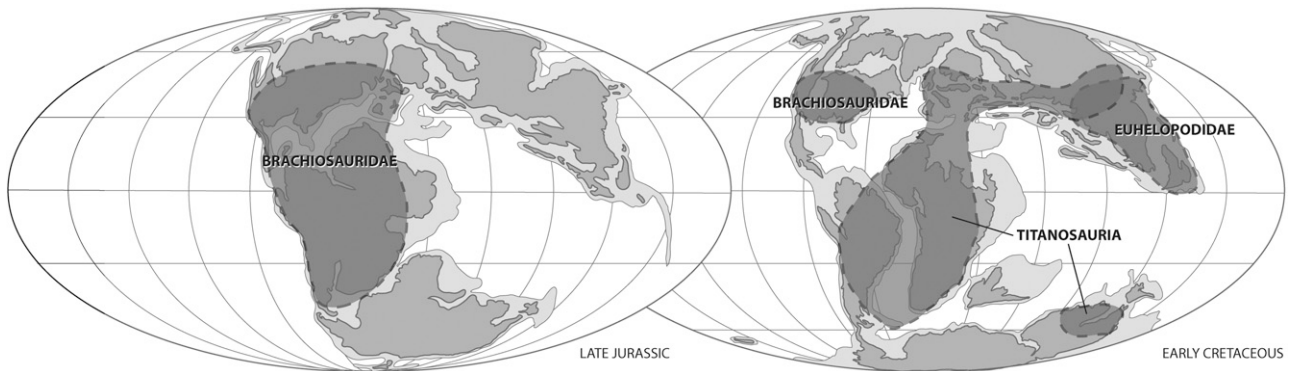 BRACHIOSAURIDAE
LATE JURASSIC
BRACHIOSAURIDAE
EUHELOPODIDAE
TITANOSAURIA
EARLY CRETACEOUS